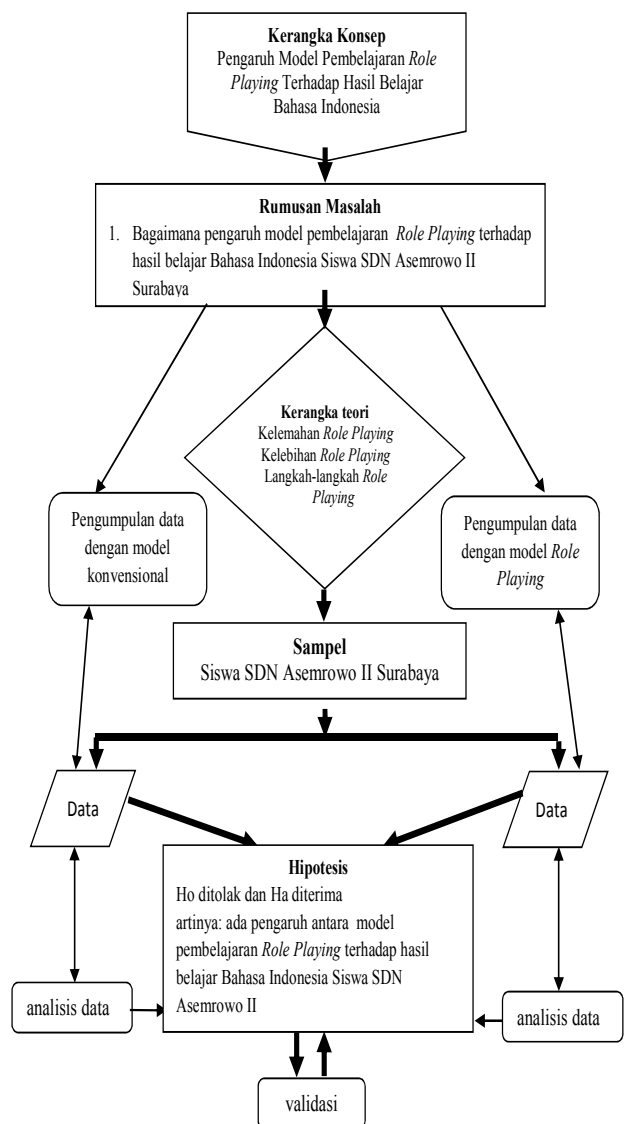 Kerangka Konsep
Pengaruh Model Pembelajaran Role
Playing Terhadap Hasil Belajar
Bahasa Indonesia
Rumusan Masalah
1. Bagaimana pengaruh model pembelajaran Role Playing terhadap
hasil belajar Bahasa Indonesia Siswa SDN Asemrowo II
Surabaya
Kerangka teori
Kelemahan Role Playing
Kelebihan Role Playing
Langkah-langkah Role
Playing
Pengumpulan data
dengan model
konvensional
Pengumpulan data
dengan model Role
Playing
Sampel
Siswa SDN Asemrowo II Surabaya
Data
Data
Hipotesis
Ho ditolak dan Ha diterima
artinya: ada pengaruh antara model
pembelajaran Role Playing terhadap hasil
belajar Bahasa Indonesia Siswa SDN
Asemrowo II
analisis data
analisis data
validasi